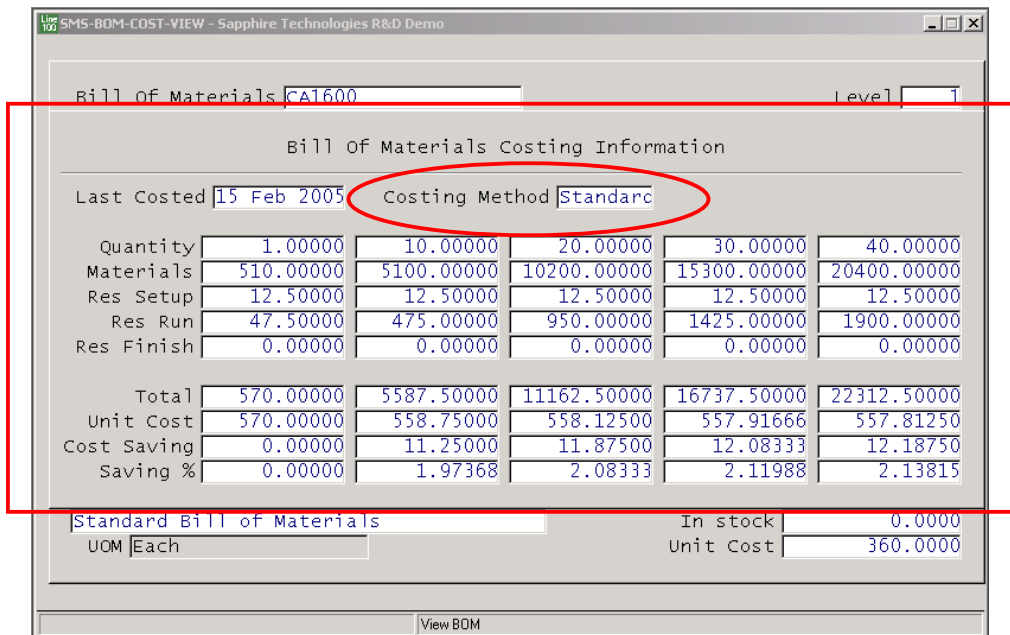 Line 100 SMS-BOM-COST-VIEW - Sapphire Technologies R&D Demo
Bill Of Materials CA1600 Level 1
Bill Of Materials Costing Information
Last Costed 15 Feb 2005 Costing Method Standard
Quantity 1.00000 10.00000 20.00000 30.00000 40.00000
Materials 510.00000 5100.00000 10200.00000 15300.00000 20400.00000
Res Setup 12.50000 12.50000 12.50000 12.50000 12.50000
Res Run 47.50000 475.00000 950.00000 1425.00000 1900.00000
Res Finish 0.00000 0.00000 0.00000 0.00000 0.00000
Total 570.00000 5587.50000 11162.50000 16737.50000 22312.50000
Unit Cost 570.00000 558.75000 558.12500 557.91666 557.81250
Cost Saving 0.00000 11.25000 11.87500 12.08333 12.18750
Saving % 0.00000 1.97368 2.08333 2.11988 2.13815
Standard Bill of Materials In stock 0.0000
UOM Each Unit Cost 360.0000
View BOM